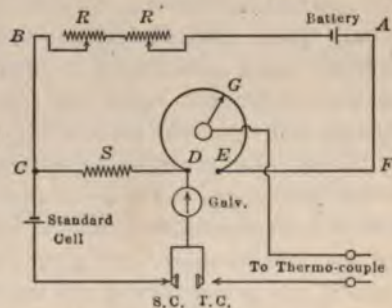 Battery
B R R A
G
C S D E F
Galv.
Standard
Cell
To Thermo-couple
S.C. T.C.